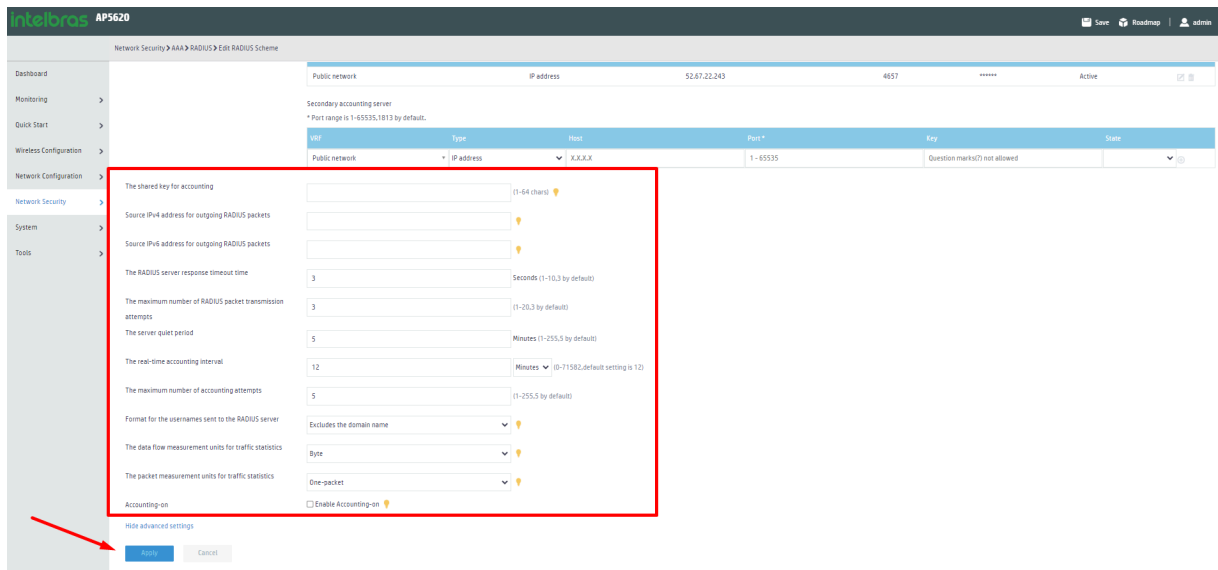 intelbras AP5620
Save Roadmap | admin
Network Security > AAA > RADIUS > Edit RADIUS Scheme
Dashboard
Monitoring
Quick Start
Wireless Configuration
Network Configuration
Network Security
System
Tools
Public network IP address 52.67.22.243 4657 ****** Active
Secondary accounting server
* Port range is 1-65535,1813 by default.
VRF Type Host Port * Key State
Public network IP address X.X.X.X 1 - 65535 Question marks(?) not allowed
The shared key for accounting (1-64 chars)
Source IPv4 address for outgoing RADIUS packets
Source IPv6 address for outgoing RADIUS packets
The RADIUS server response timeout time 3 Seconds (1-10,3 by default)
The maximum number of RADIUS packet transmission
attempts 3 (1-20,3 by default)
The server quiet period 5 Minutes (1-255,5 by default)
The real-time accounting interval 12 Minutes (0-71582,default setting is 12)
The maximum number of accounting attempts 5 (1-255,5 by default)
Format for the usernames sent to the RADIUS server Excludes the domain name
The data flow measurement units for traffic statistics Byte
The packet measurement units for traffic statistics One-packet
Accounting-on Enable Accounting-on
Hide advanced settings
Apply Cancel